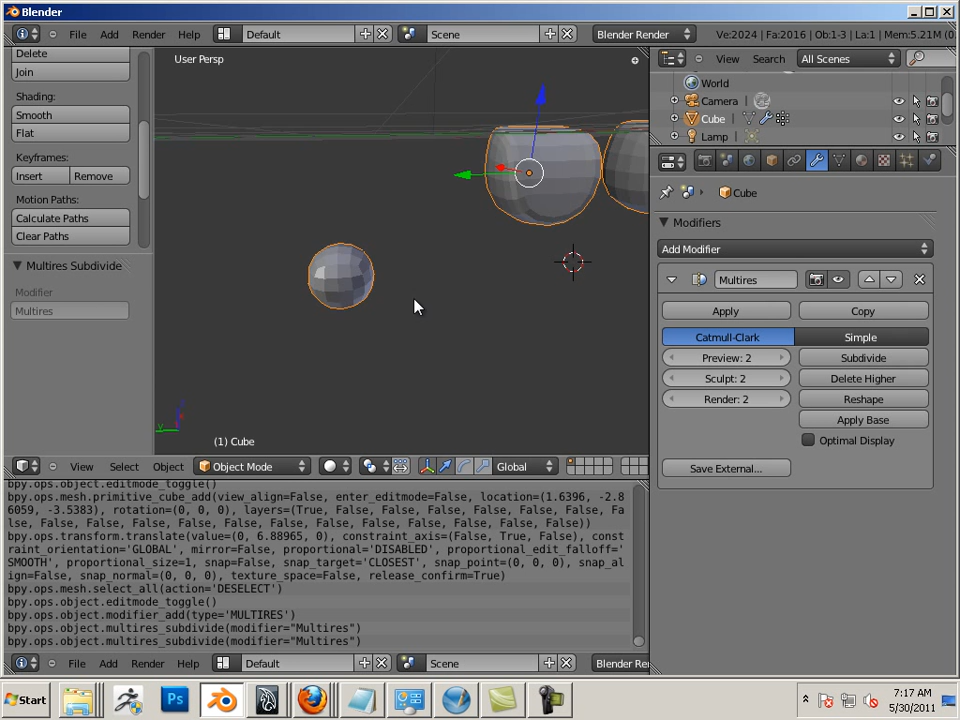 Blender
File Add Render Help Default Scene Blender Render Ve:2024 | Fa:2016 | Ob:1-3 | La:1 | Mem:5.21M (0
Delete
Join
Shading:
Smooth
Flat
Keyframes:
Insert Remove
Motion Paths:
Calculate Paths
Clear Paths
Multires Subdivide
Modifier
Multires
User Persp
(1) Cube
View Select Object Object Mode Global
bpy.ops.object.editmode_toggle()
bpy.ops.mesh.primitive_cube_add(view_align=False, enter_editmode=False, location=(1.6396, -2.8
6059, -3.5383), rotation=(0, 0, 0), layers=(True, False, False, False, False, False, False, Fa
lse, False, False, False, False, False, False, False, False, False, False, False, False))
bpy.ops.transform.translate(value=(0, 6.88965, 0), constraint_axis=(False, True, False), const
raint_orientation='GLOBAL', mirror=False, proportional='DISABLED', proportional_edit_falloff='
SMOOTH', proportional_size=1, snap=False, snap_target='CLOSEST', snap_point=(0, 0, 0), snap_al
ign=False, snap_normal=(0, 0, 0), texture_space=False, release_confirm=True)
bpy.ops.mesh.select_all(action='DESELECT')
bpy.ops.object.editmode_toggle()
bpy.ops.object.modifier_add(type='MULTIRES')
bpy.ops.object.multires_subdivide(modifier="Multires")
bpy.ops.object.multires_subdivide(modifier="Multires")
File Add Render Help Default Scene Blender Re
View Search All Scenes
World
Camera
Cube
Lamp
Cube
Modifiers
Add Modifier
Multires
Apply Copy
Catmull-Clark Simple
Preview: 2 Subdivide
Sculpt: 2 Delete Higher
Render: 2 Reshape
Apply Base
Optimal Display
Save External...
Start Ps 7:17 AM
5/30/2011